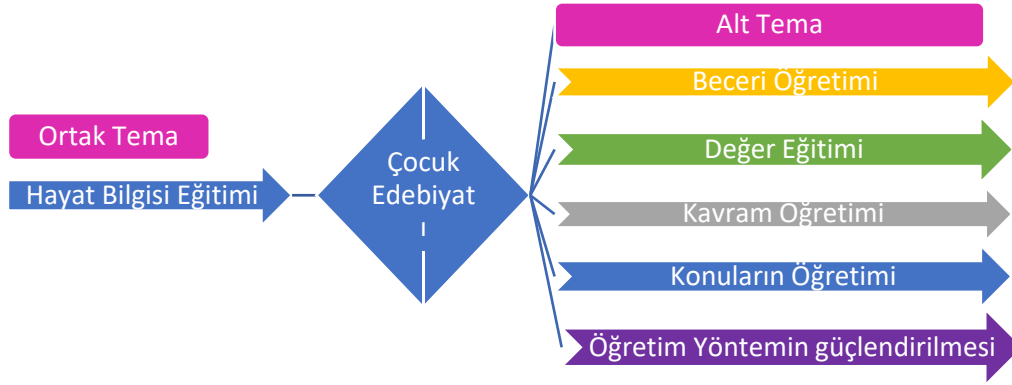 Ortak Tema
Hayat Bilgisi Eğitimi
Çocuk
Edebiyat
ı
Alt Tema
Beceri Öğretimi
Değer Eğitimi
Kavram Öğretimi
Konuların Öğretimi
Öğretim Yöntemin güçlendirilmesi